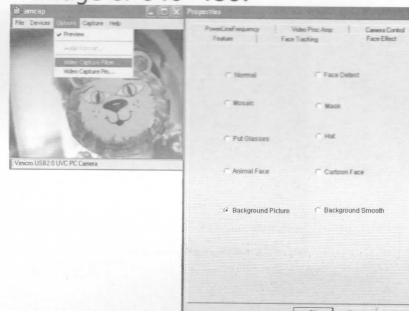 amcap
File Devices Options Capture Help
Preview
Audio Format...
Video Capture Filter...
Video Capture Pin...
Vimicro USB2.0 UVC PC Camera
Properties
PowerLineFrequency Video Proc Amp Camera Control
Feature Face Tracking Face Effect
Normal Face Detect
Mosaic Mask
Put Glasses Hat
Animal Face Cartoon Face
Background Picture Background Smooth